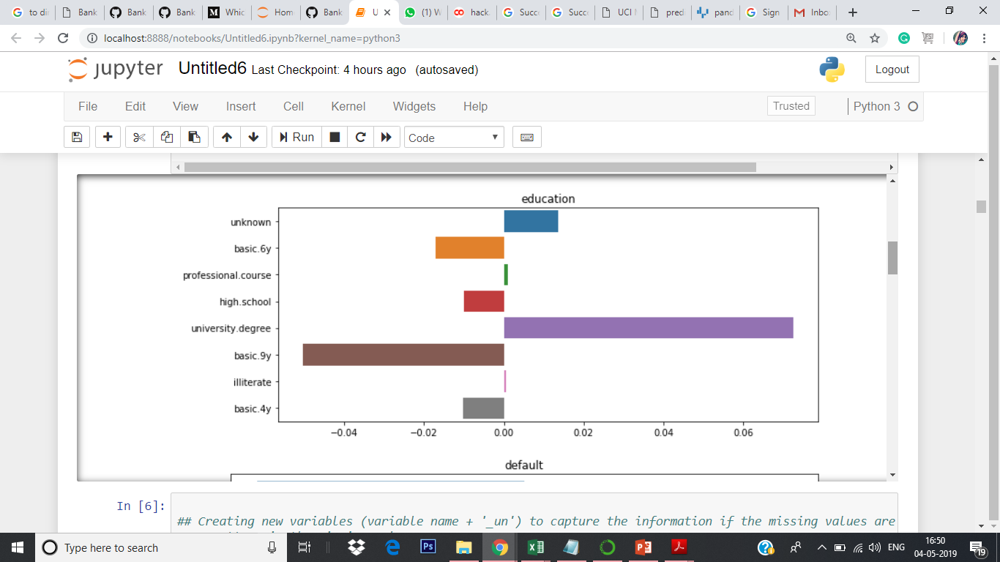 to di
Bank
Bank
Bank
Whic
Hom
Bank
U
(1) W
hack
Succe
Succe
UCI
pred
pand
Sign
Inbo
localhost:8888/notebooks/Untitled6.ipynb?kernel_name=python3
jupyter Untitled6 Last Checkpoint: 4 hours ago (autosaved)
Logout
File Edit View Insert Cell Kernel Widgets Help
Trusted
Python 3
Run
Code
education
unknown
basic.6y
professional.course
high.school
university.degree
basic.9y
illiterate
basic.4y
−0.04 −0.02 0.00 0.02 0.04 0.06
default
In [6]:
## Creating new variables (variable name + '_un') to capture the information if the missing values are
Type here to search
Ps
ENG
16:50
04-05-2019
19